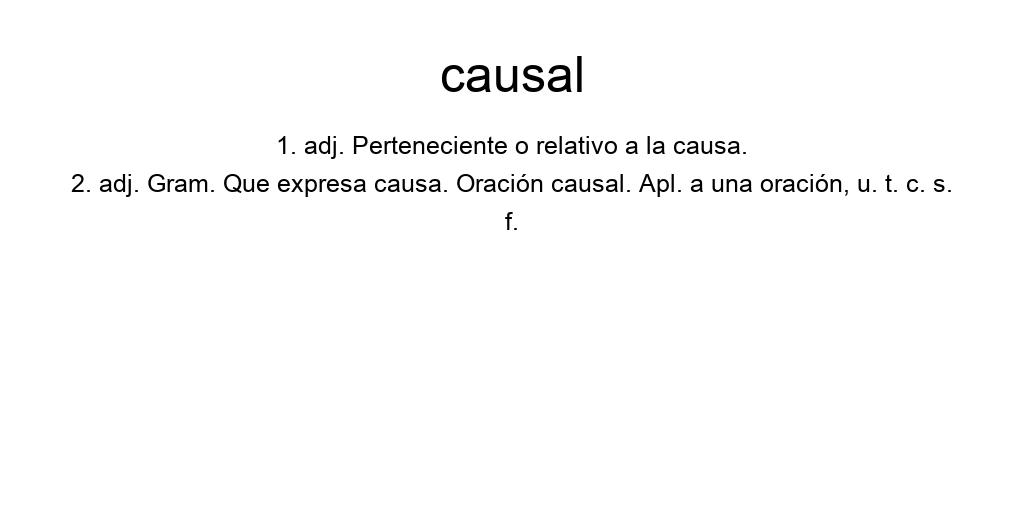 causal
1. adj. Perteneciente o relativo a la causa.
2. adj. Gram. Que expresa causa. Oración causal. Apl. a una oración, u. t. c. s.
f.